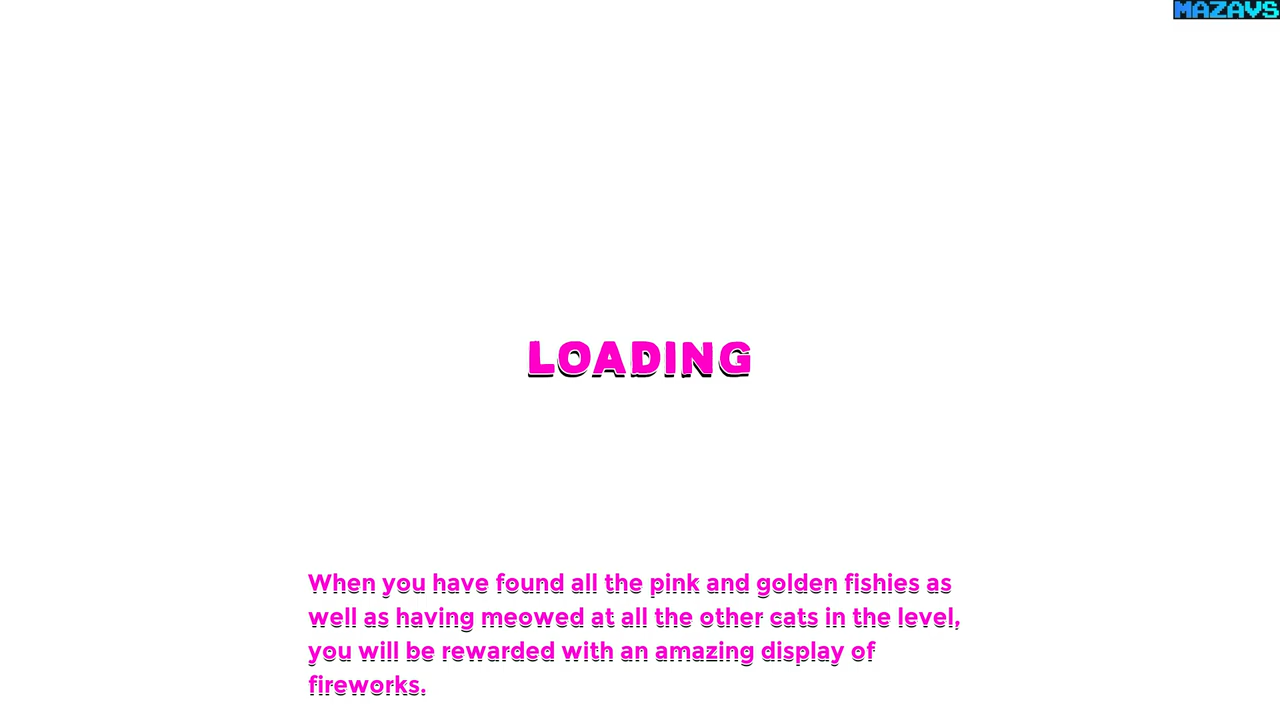 MAZAVS
LOADING
When you have found all the pink and golden fishies as
well as having meowed at all the other cats in the level,
you will be rewarded with an amazing display of
fireworks.